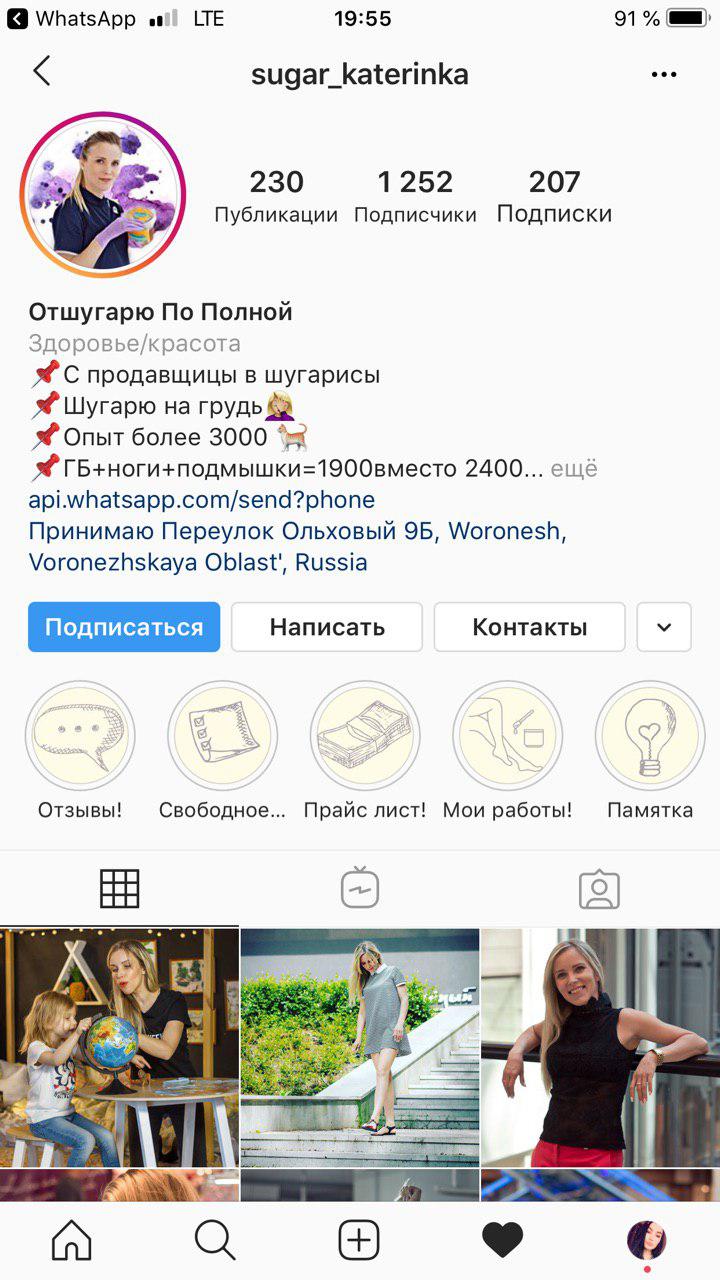 WhatsApp LTE 19:55 91 %
sugar_katerinka
230 1 252 207
Публикации Подписчики Подписки
Отшугарю По Полной
Здоровье/красота
С продавщицы в шугарисы
Шугарю на грудь
Опыт более 3000
ГБ+ноги+подмышки=1900вместо 2400... ещё
api.whatsapp.com/send?phone
Принимаю Переулок Ольховый 9Б, Woronesh,
Voronezhskaya Oblast', Russia
Подписаться Написать Контакты
Отзывы! Свободное... Прайс лист! Мои работы! Памятка